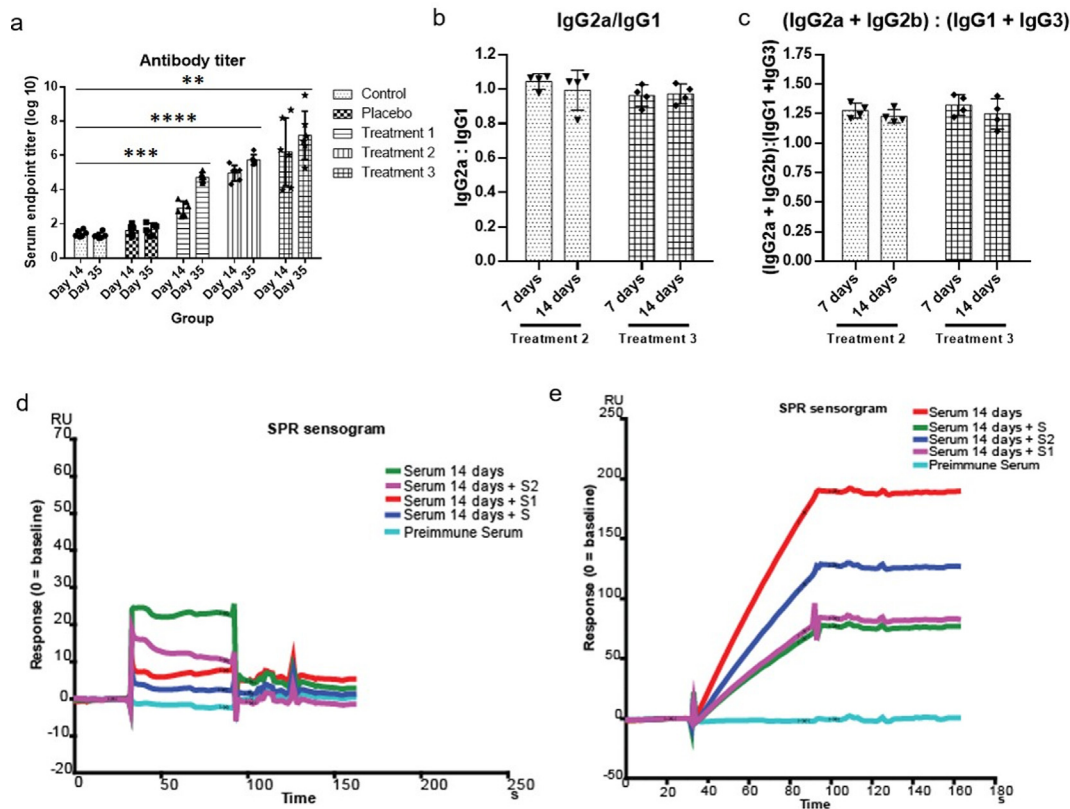 a
Antibody titer
**
****
***
Control
Placebo
Treatment 1
Treatment 2
Treatment 3
Serum endpoint titer (log 10)
10
8
6
4
2
0
Day 14
Day 35
Day 14
Day 35
Day 14
Day 35
Day 14
Day 35
Day 14
Day 35
Group
b
IgG2a/IgG1
IgG2a : IgG1
1.2
1.0
0.8
0.6
0.4
0.2
0.0
7 days
14 days
7 days
14 days
Treatment 2
Treatment 3
c
(IgG2a + IgG2b) : (IgG1 + IgG3)
(IgG2a + IgG2b):(IgG1 +IgG3)
1.75
1.50
1.25
1.00
0.75
0.50
0.25
0.00
7 days
14 days
7 days
14 days
Treatment 2
Treatment 3
d
RU
SPR sensogram
Response (0 = baseline)
70
60
50
40
30
20
10
0
-10
-20
Serum 14 days
Serum 14 days + S2
Serum 14 days + S1
Serum 14 days + S
Preimmune Serum
0
50
100
150
200
250
Time
s
e
RU
SPR sensorgram
Response (0 = baseline)
250
200
150
100
50
0
-50
Serum 14 days
Serum 14 days + S
Serum 14 days + S2
Serum 14 days + S1
Preimmune Serum
0
20
40
60
80
100
120
140
160
180
Time
s